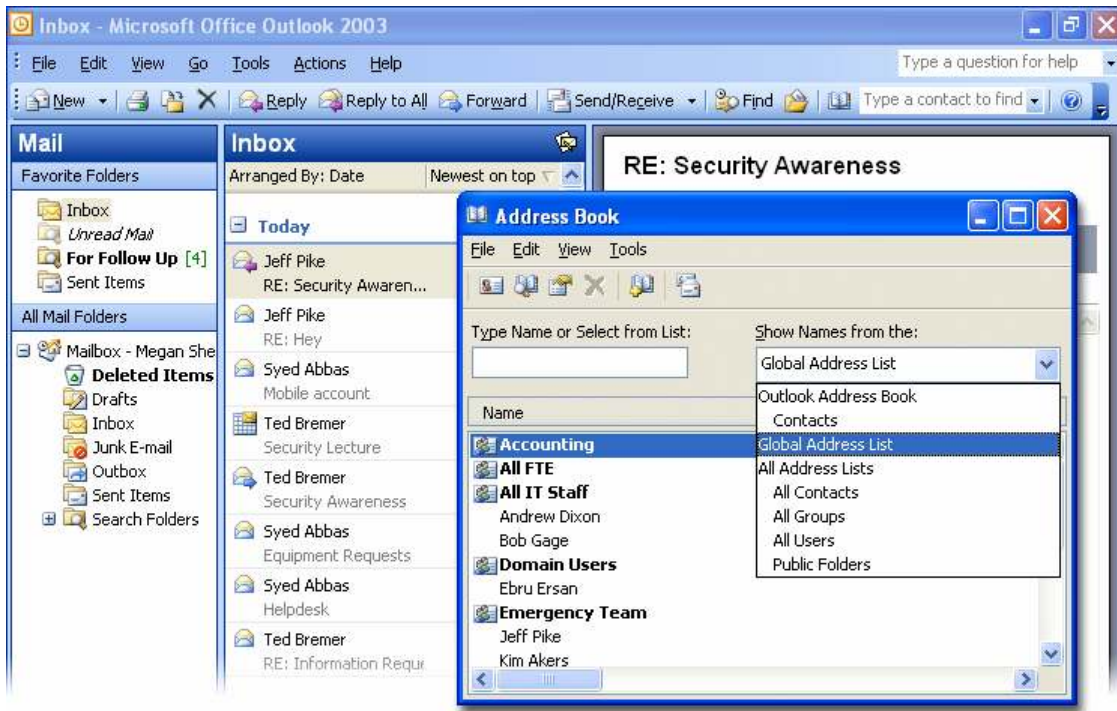 Inbox - Microsoft Office Outlook 2003
File Edit View Go Tools Actions Help
Type a question for help
New Reply Reply to All Forward Send/Receive Find Type a contact to find
Mail
Favorite Folders
Inbox
Unread Mail
For Follow Up [4]
Sent Items
All Mail Folders
Mailbox - Megan She
Deleted Items
Drafts
Inbox
Junk E-mail
Outbox
Sent Items
Search Folders
Inbox
Arranged By: Date Newest on top
Today
Jeff Pike
RE: Security Awaren...
Jeff Pike
RE: Hey
Syed Abbas
Mobile account
Ted Bremer
Security Lecture
Ted Bremer
Security Awareness
Syed Abbas
Equipment Requests
Syed Abbas
Helpdesk
Ted Bremer
RE: Information Reque
RE: Security Awareness
Address Book
File Edit View Tools
Type Name or Select from List:
Show Names from the:
Global Address List
Outlook Address Book
Contacts
Global Address List
All Address Lists
All Contacts
All Groups
All Users
Public Folders
Name
Accounting
All FTE
All IT Staff
Andrew Dixon
Bob Gage
Domain Users
Ebru Ersan
Emergency Team
Jeff Pike
Kim Akers